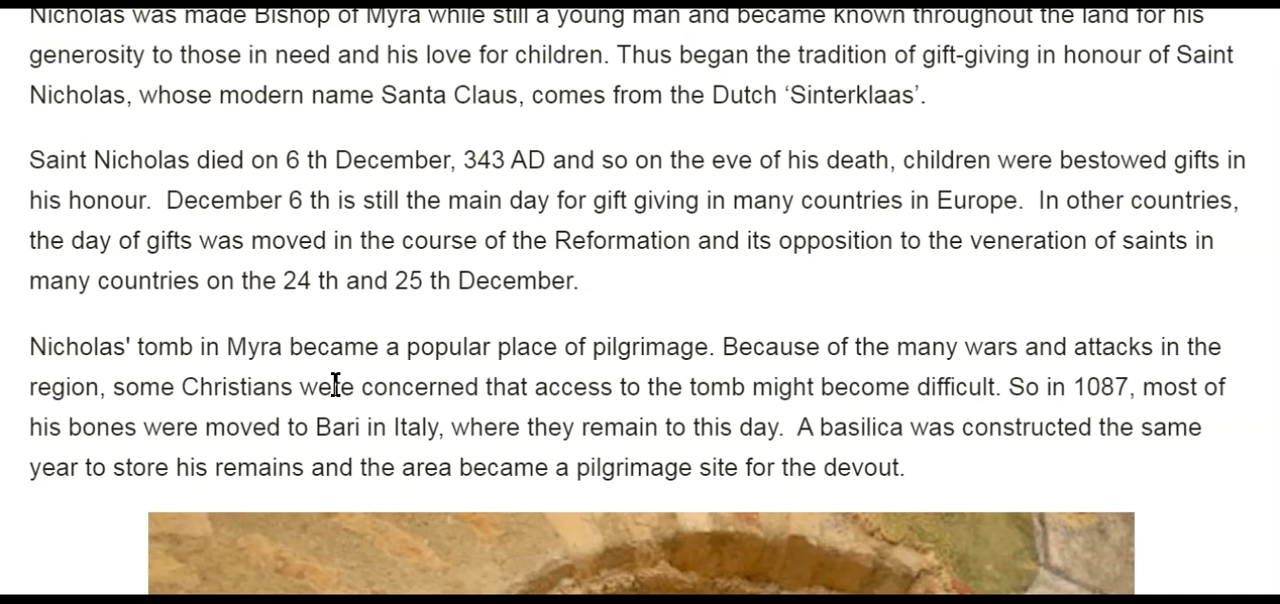 Nicholas was made Bishop of Myra while still a young man and became known throughout the land for his
generosity to those in need and his love for children. Thus began the tradition of gift-giving in honour of Saint
Nicholas, whose modern name Santa Claus, comes from the Dutch ‘Sinterklaas’.
Saint Nicholas died on 6 th December, 343 AD and so on the eve of his death, children were bestowed gifts in
his honour.  December 6 th is still the main day for gift giving in many countries in Europe.  In other countries,
the day of gifts was moved in the course of the Reformation and its opposition to the veneration of saints in
many countries on the 24 th and 25 th December.
Nicholas' tomb in Myra became a popular place of pilgrimage. Because of the many wars and attacks in the
region, some Christians were concerned that access to the tomb might become difficult. So in 1087, most of
his bones were moved to Bari in Italy, where they remain to this day.  A basilica was constructed the same
year to store his remains and the area became a pilgrimage site for the devout.